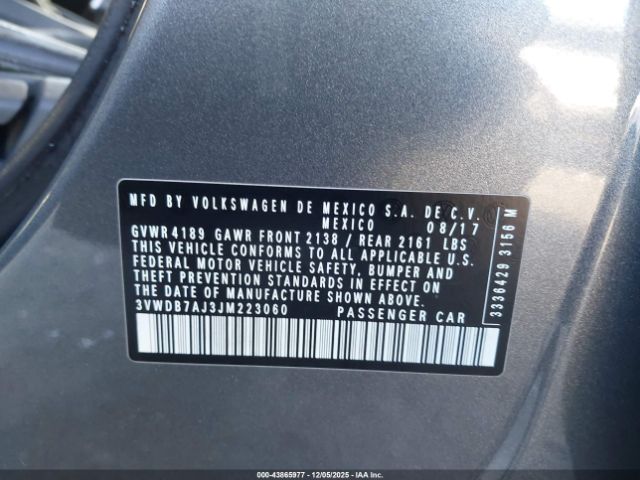 MFD BY VOLKSWAGEN DE MEXICO S.A. DE C.V.
MEXICO 08/17
GVWR 4189 GAWR FRONT 2138 / REAR 2161 LBS
THIS VEHICLE CONFORMS TO ALL APPLICABLE U.S.
FEDERAL MOTOR VEHICLE SAFETY, BUMPER AND
THEFT PREVENTION STANDARDS IN EFFECT ON
THE DATE OF MANUFACTURE SHOWN ABOVE.
3VWDB7AJ3JM223060 PASSENGER CAR
3336429 3156 M
000-43865977 - 12/05/2025 - IAAI.COM